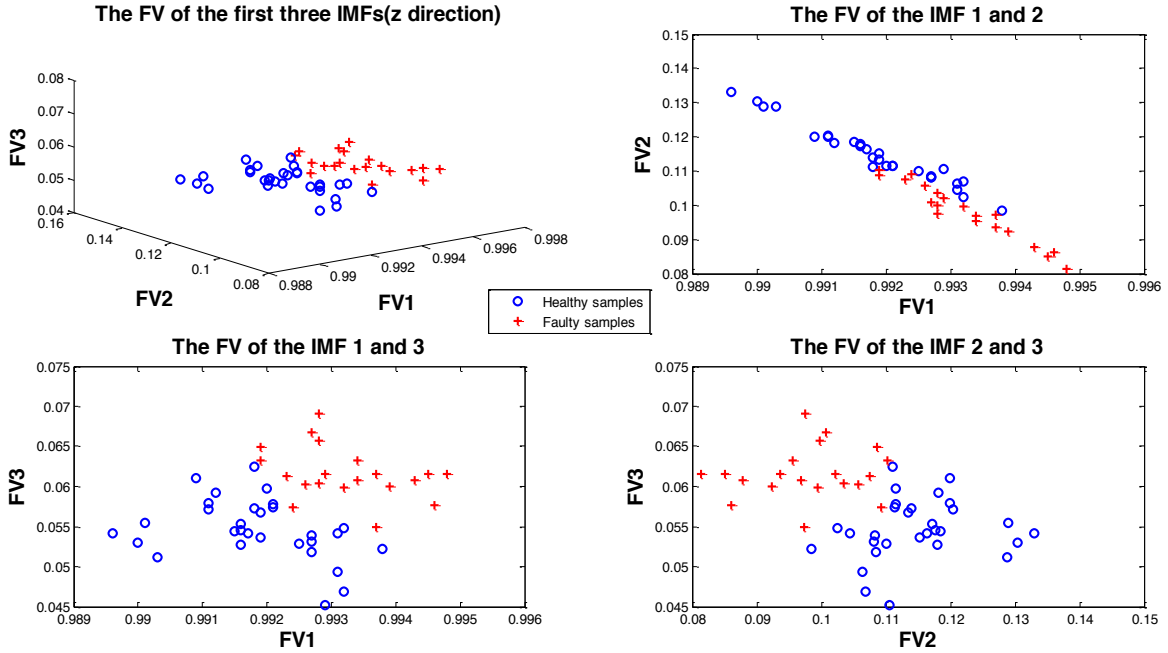 The FV of the first three IMFs(z direction)
0.08
0.07
0.06
0.05
0.04
0.16
0.14
0.12
0.1
0.08
0.988
0.99
0.992
0.994
0.996
0.998
FV3
FV2
FV1
The FV of the IMF 1 and 2
0.15
0.14
0.13
0.12
0.11
0.1
0.09
0.08
0.989 0.99 0.991 0.992 0.993 0.994 0.995 0.996
FV2
FV1
Healthy samples
Faulty samples
The FV of the IMF 1 and 3
0.075
0.07
0.065
0.06
0.055
0.05
0.045
0.989 0.99 0.991 0.992 0.993 0.994 0.995 0.996
FV3
FV1
The FV of the IMF 2 and 3
0.075
0.07
0.065
0.06
0.055
0.05
0.045
0.08 0.09 0.1 0.11 0.12 0.13 0.14 0.15
FV3
FV2